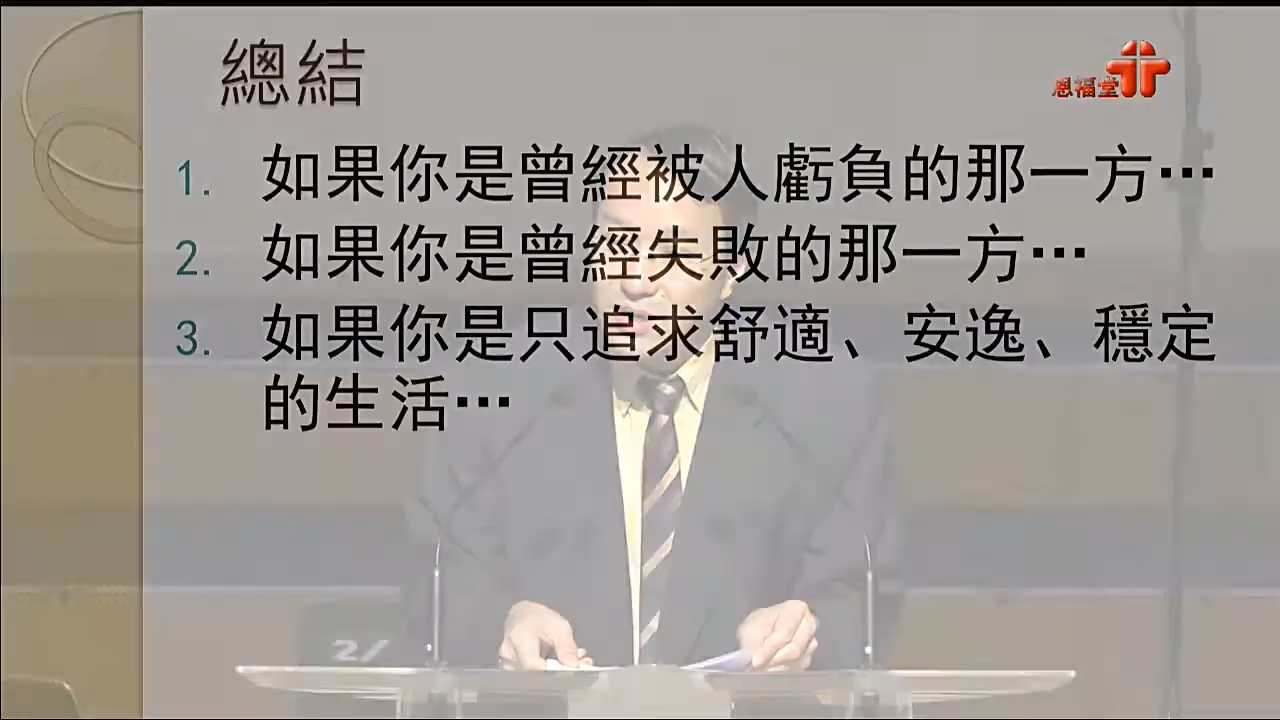 總結
恩福堂
1. 如果你是曾經被人虧負的那一方…
2. 如果你是曾經失敗的那一方…
3. 如果你是只追求舒適、安逸、穩定
的生活…
2/